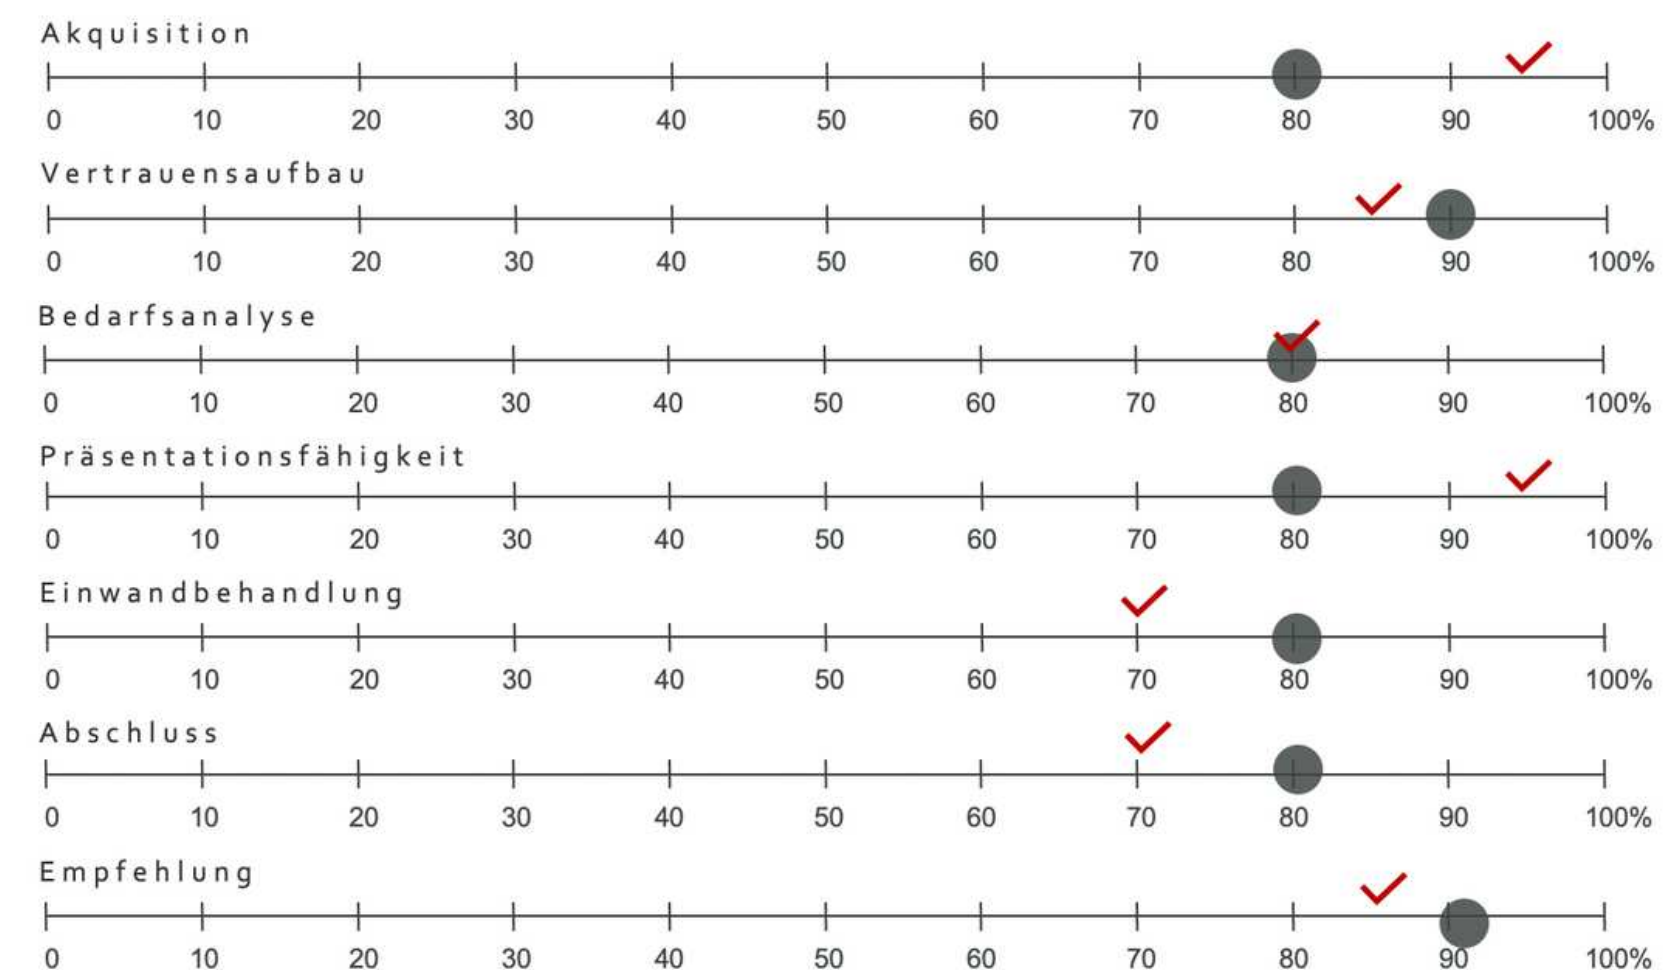 Akquisition
0 10 20 30 40 50 60 70 80 90 100%
Vertrauensaufbau
0 10 20 30 40 50 60 70 80 90 100%
Bedarfsanalyse
0 10 20 30 40 50 60 70 80 90 100%
Präsentationsfähigkeit
0 10 20 30 40 50 60 70 80 90 100%
Einwandbehandlung
0 10 20 30 40 50 60 70 80 90 100%
Abschluss
0 10 20 30 40 50 60 70 80 90 100%
Empfehlung
0 10 20 30 40 50 60 70 80 90 100%